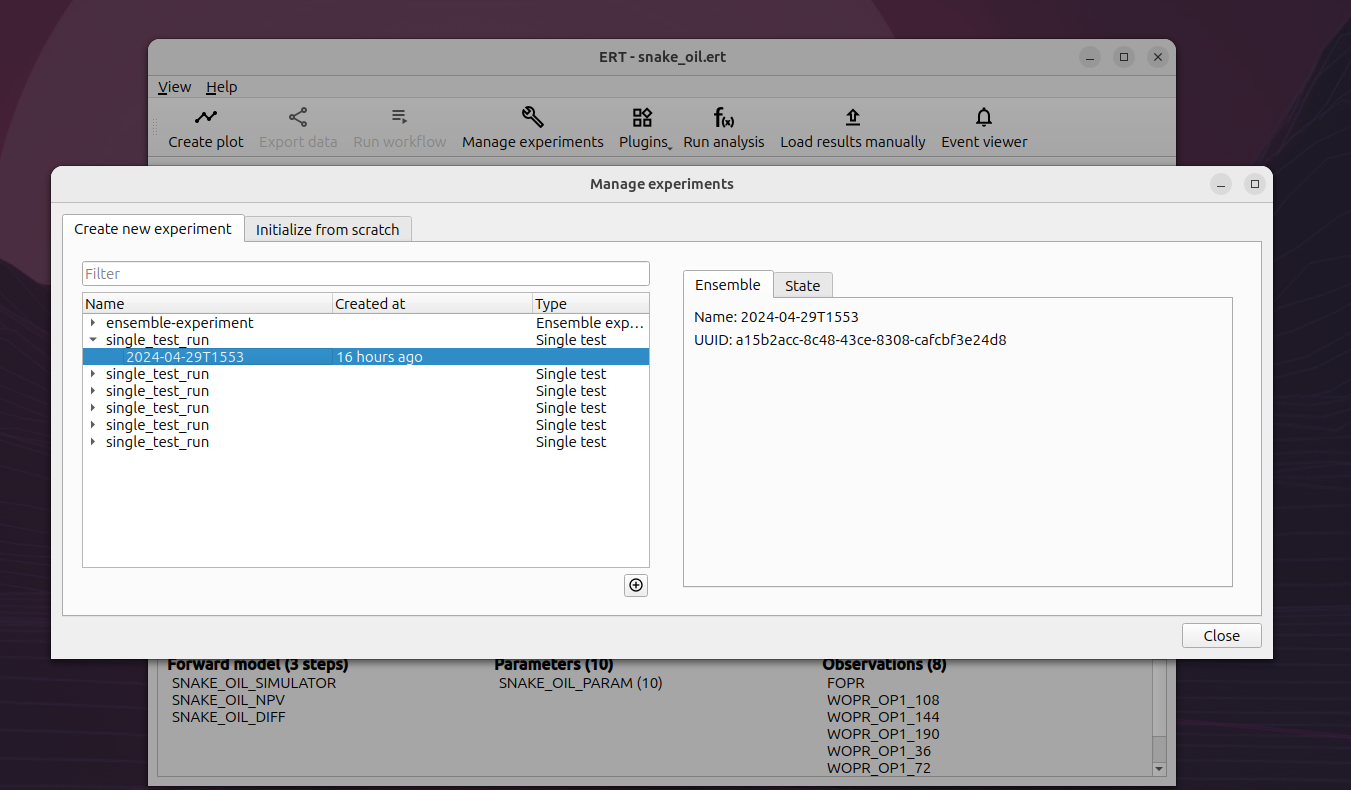 ERT - snake_oil.ert
View Help
Create plot Export data Run workflow Manage experiments Plugins Run analysis Load results manually Event viewer
Manage experiments
Create new experiment Initialize from scratch
Filter
Name Created at Type
ensemble-experiment Ensemble exp...
single_test_run Single test
2024-04-29T1553 16 hours ago
single_test_run Single test
single_test_run Single test
single_test_run Single test
single_test_run Single test
single_test_run Single test
Ensemble State
Name: 2024-04-29T1553
UUID: a15b2acc-8c48-43ce-8308-cafcbf3e24d8
Close
Forward model (3 steps) Parameters (10) Observations (8)
SNAKE_OIL_SIMULATOR SNAKE_OIL_PARAM (10) FOPR
SNAKE_OIL_NPV WOPR_OP1_108
SNAKE_OIL_DIFF WOPR_OP1_144
WOPR_OP1_190
WOPR_OP1_36
WOPR_OP1_72